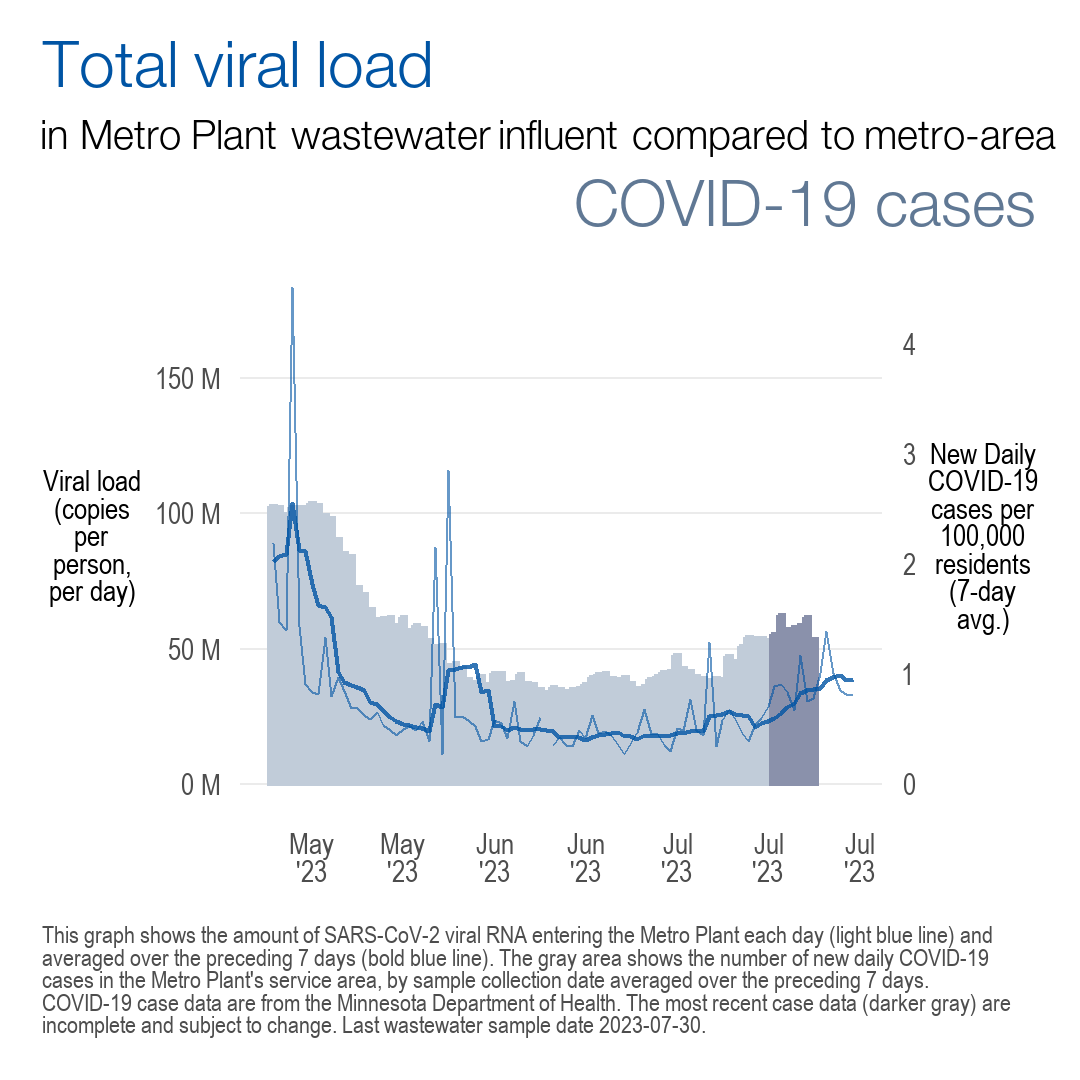 Total viral load
in Metro Plant wastewater influent compared to metro-area
COVID-19 cases
4
150 M
3
New Daily
COVID-19
cases per
100,000
residents
(7-day
avg.)
Viral load
(copies
per
person,
per day)
100 M
2
50 M
1
0 M
0
May
'23
May
'23
Jun
'23
Jun
'23
Jul
'23
Jul
'23
Jul
'23
This graph shows the amount of SARS-CoV-2 viral RNA entering the Metro Plant each day (light blue line) and
averaged over the preceding 7 days (bold blue line). The gray area shows the number of new daily COVID-19
cases in the Metro Plant's service area, by sample collection date averaged over the preceding 7 days.
COVID-19 case data are from the Minnesota Department of Health. The most recent case data (darker gray) are
incomplete and subject to change. Last wastewater sample date 2023-07-30.